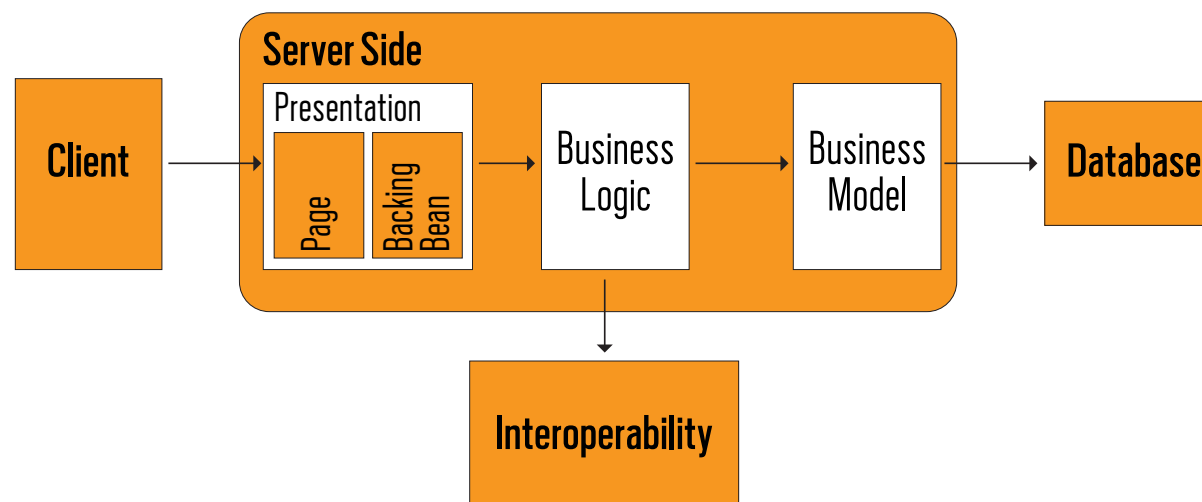 Server Side
Client
Presentation
Page
Backing
Bean
Business
Logic
Business
Model
Database
Interoperability